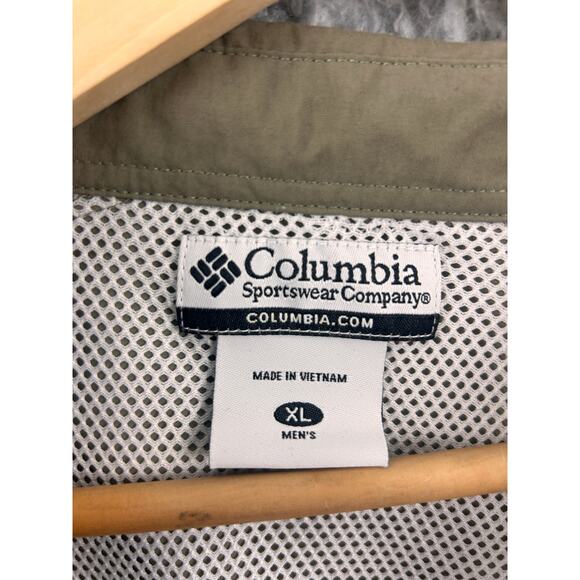 Columbia
Sportswear Company®
COLUMBIA.COM
MADE IN VIETNAM
XL
MEN'S